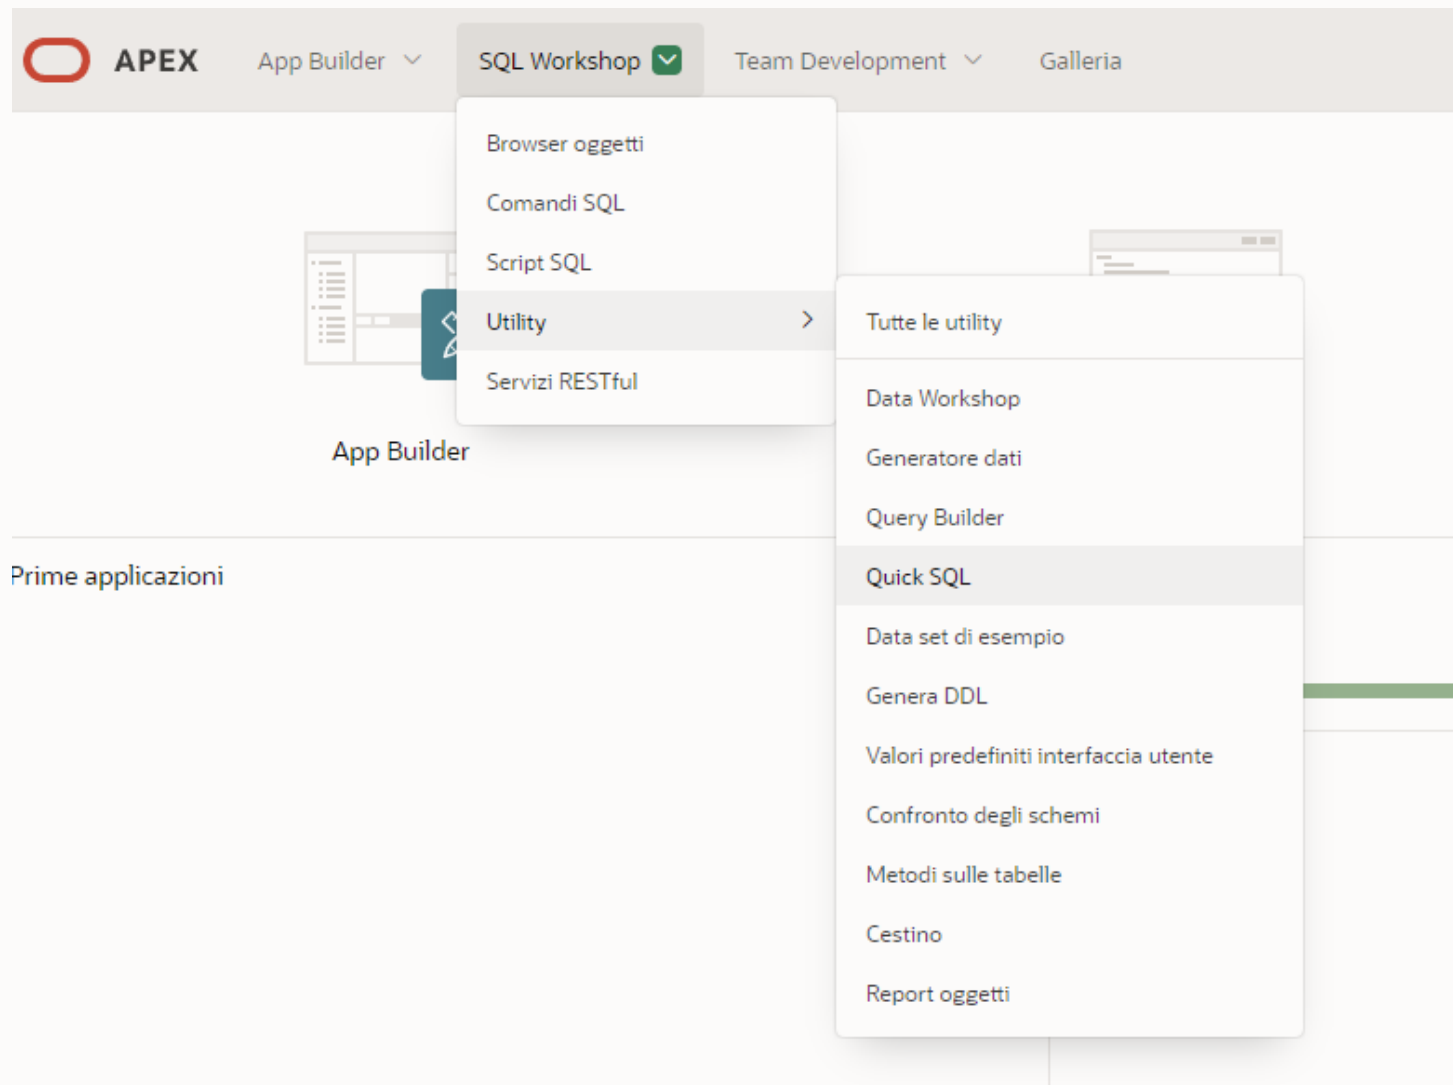 APEX App Builder SQL Workshop Team Development Galleria
Browser oggetti
Comandi SQL
Script SQL
Utility
Servizi RESTful
Tutte le utility
Data Workshop
Generatore dati
Query Builder
Quick SQL
Data set di esempio
Genera DDL
Valori predefiniti interfaccia utente
Confronto degli schemi
Metodi sulle tabelle
Cestino
Report oggetti
App Builder
Prime applicazioni